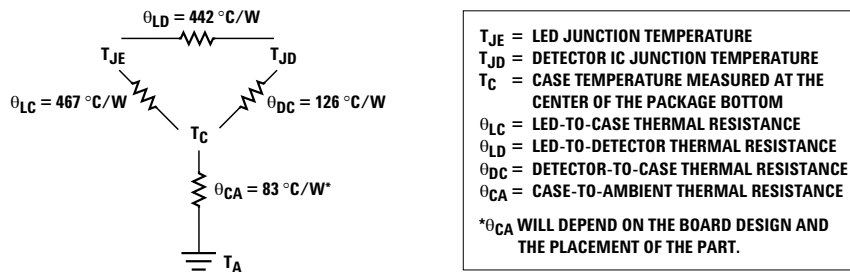 θLD = 442 °C/W
TJE
TJD
θLC = 467 °C/W
θDC = 126 °C/W
TC
θCA = 83 °C/W*
TA
TJE = LED JUNCTION TEMPERATURE
TJD = DETECTOR IC JUNCTION TEMPERATURE
TC = CASE TEMPERATURE MEASURED AT THE
CENTER OF THE PACKAGE BOTTOM
θLC = LED-TO-CASE THERMAL RESISTANCE
θLD = LED-TO-DETECTOR THERMAL RESISTANCE
θDC = DETECTOR-TO-CASE THERMAL RESISTANCE
θCA = CASE-TO-AMBIENT THERMAL RESISTANCE
*θCA WILL DEPEND ON THE BOARD DESIGN AND
THE PLACEMENT OF THE PART.